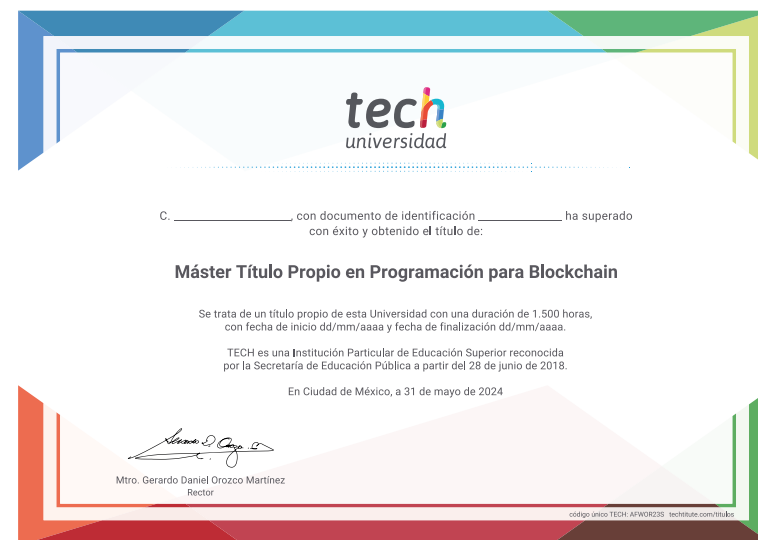 tech
universidad
C. ____________________, con documento de identificación ______________ ha superado
con éxito y obtenido el título de:
Máster Título Propio en Programación para Blockchain
Se trata de un título propio de esta Universidad con una duración de 1.500 horas,
con fecha de inicio dd/mm/aaaa y fecha de finalización dd/mm/aaaa.
TECH es una Institución Particular de Educación Superior reconocida
por la Secretaría de Educación Pública a partir del 28 de junio de 2018.
En Ciudad de México, a 31 de mayo de 2024
Mtro. Gerardo Daniel Orozco Martínez
Rector
código único TECH: AFWOR23S techtitute.com/titulos